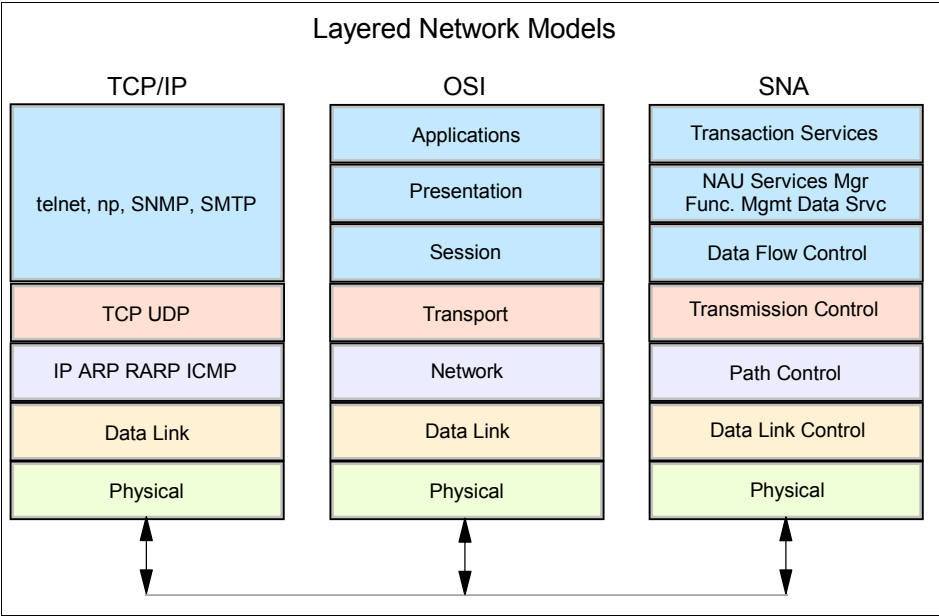 Layered Network Models
TCP/IP
telnet, np, SNMP, SMTP
TCP UDP
IP ARP RARP ICMP
Data Link
Physical
OSI
Applications
Presentation
Session
Transport
Network
Data Link
Physical
SNA
Transaction Services
NAU Services Mgr
Func. Mgmt Data Srvc
Data Flow Control
Transmission Control
Path Control
Data Link Control
Physical